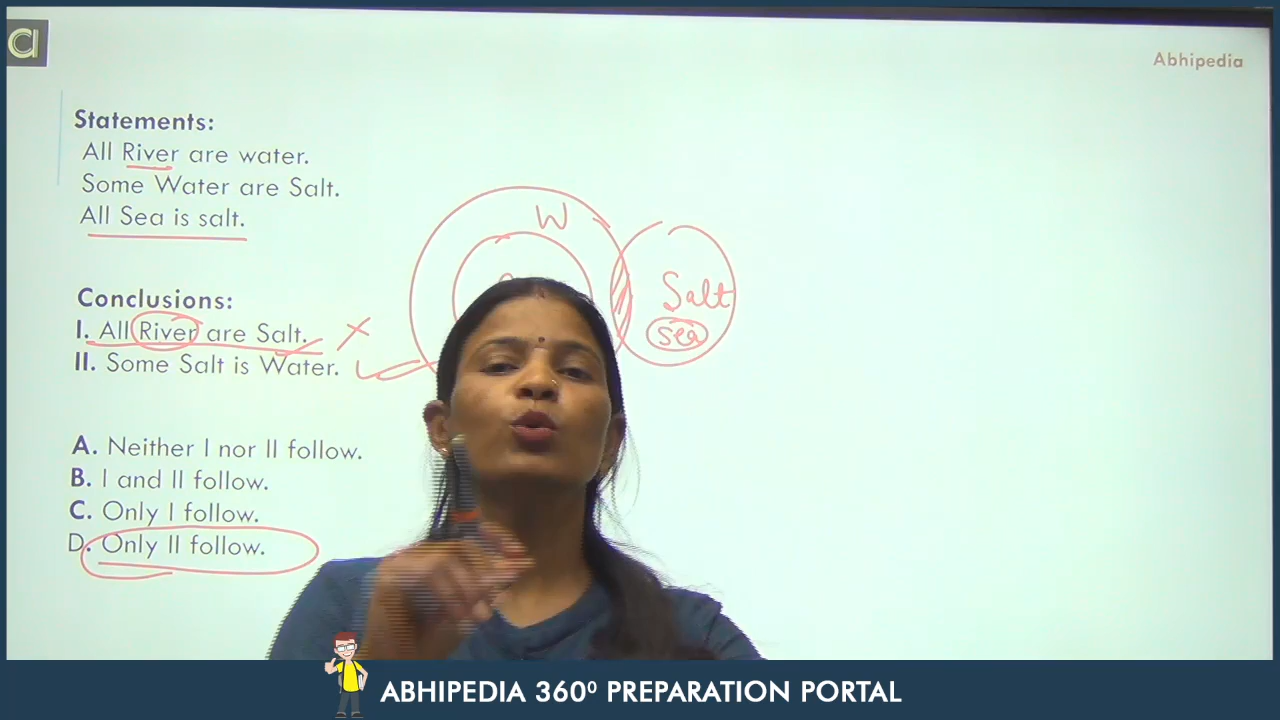 a
Abhipedia
Statements:
All River are water.
Some Water are Salt.
All Sea is salt.
W
Salt
sea
Conclusions:
I. All River are Salt.
II. Some Salt is Water.
A. Neither I nor II follow.
B. I and II follow.
C. Only I follow.
D. Only II follow.
ABHIPEDIA 360⁰ PREPARATION PORTAL